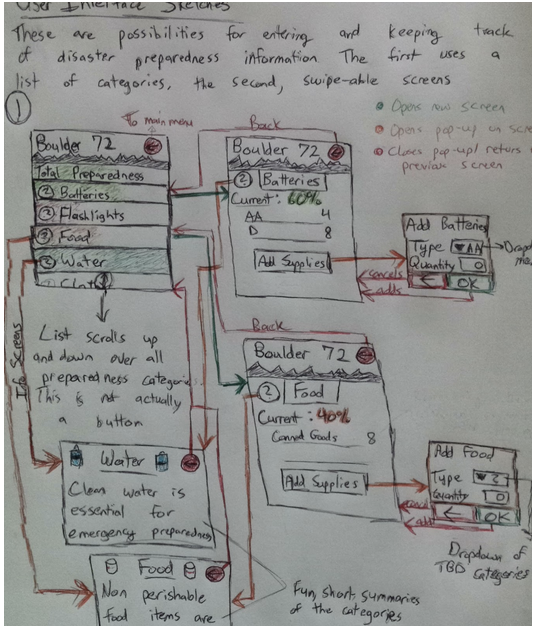 User Interface Sketches
These are possibilities for entering and keeping track
of disaster preparedness information. The first uses a
list of categories, the second, swipe-able screens
1
To main menu
Back
Opens new screen
Opens pop-up on scre
Closes pop-up/returns
previous screen
Boulder 72
Total Preparedness
? Batteries
? Flashlights
? Food
? Water
Boulder 72
? Batteries
Current: 60%
AA 4
D 8
Add Supplies
Add Batteries
Type ▼AA
Quantity 0
← OK
Dropd
cancels
adds
Info Screens
List scrolls up
and down over all
preparedness categories.
This is not actually
a button
Back
Boulder 72
? Food
Current: 40%
Canned Goods 8
Add Supplies
Add Food
Type ▼
Quantity 0
← OK
cancels
adds
Dropdown of
TBD categories
Water
Clean water is
essential for
emergency preparedness
Food
Non perishable
food items are
Fun, short, summaries
of the categories